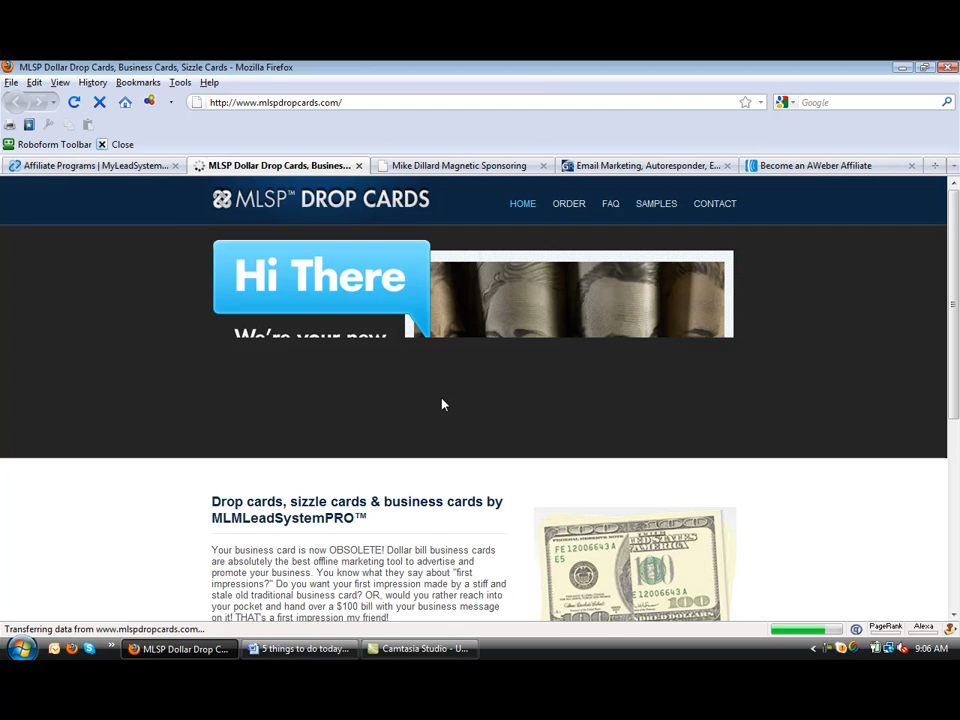 MLSP Dollar Drop Cards, Business Cards, Sizzle Cards - Mozilla Firefox
File Edit View History Bookmarks Tools Help
http://www.mlspdropcards.com/
Google
Roboform Toolbar Close
Affiliate Programs | MyLeadSystem...
MLSP Dollar Drop Cards, Busines...
Mike Dillard Magnetic Sponsoring
Email Marketing, Autoresponder, E...
Become an AWeber Affiliate
MLSP™ DROP CARDS
HOME ORDER FAQ SAMPLES CONTACT
Hi There
We're your new
Drop cards, sizzle cards & business cards by
MLMLeadSystemPRO™
Your business card is now OBSOLETE! Dollar bill business cards
are absolutely the best offline marketing tool to advertise and
promote your business. You know what they say about "first
impressions?" Do you want your first impression made by a stiff and
stale old traditional business card? OR, would you rather reach into
your pocket and hand over a $100 bill with your business message
on it! THAT's a first impression my friend!
FE12006643A
E5
FE12006643A
100
Transferring data from www.mlspdropcards.com...
PageRank
Alexa
MLSP Dollar Drop C...
5 things to do today...
Camtasia Studio - U...
9:06 AM